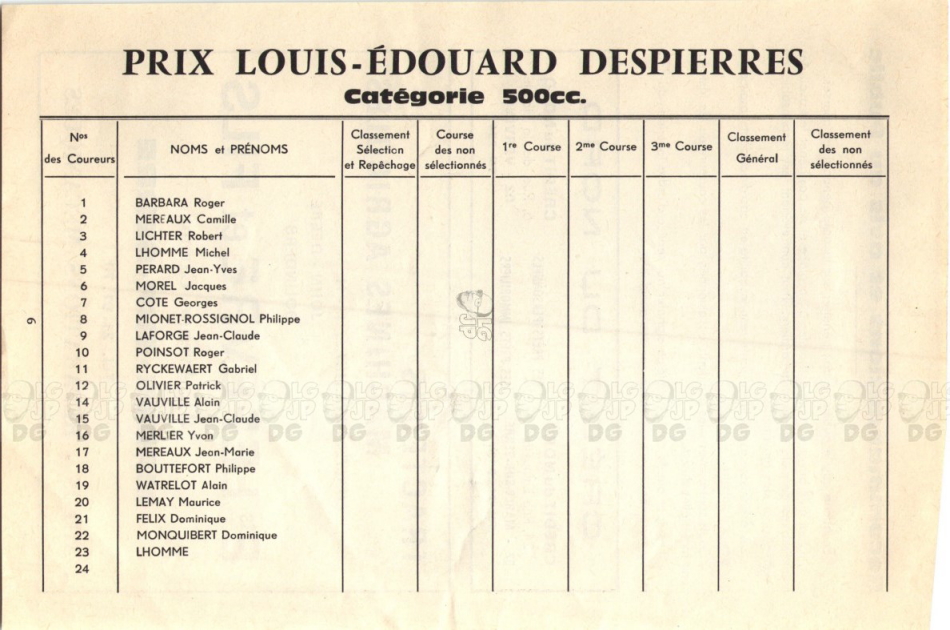 PRIX LOUIS-ÉDOUARD DESPIERRES
Catégorie 500cc.
Nos des Coureurs
NOMS et PRÉNOMS
Classement Sélection et Repêchage
Course des non sélectionnés
1re Course
2me Course
3me Course
Classement Général
Classement des non sélectionnés
1 BARBARA Roger
2 MEREAUX Camille
3 LICHTER Robert
4 LHOMME Michel
5 PERARD Jean-Yves
6 MOREL Jacques
7 COTE Georges
8 MIONET-ROSSIGNOL Philippe
9 LAFORGE Jean-Claude
10 POINSOT Roger
11 RYCKEWAERT Gabriel
12 OLIVIER Patrick
14 VAUVILLE Alain
15 VAUVILLE Jean-Claude
16 MERLIER Yvon
17 MEREAUX Jean-Marie
18 BOUTTEFORT Philippe
19 WATRELOT Alain
20 LEMAY Maurice
21 FELIX Dominique
22 MONQUIBERT Dominique
23 LHOMME
24
9